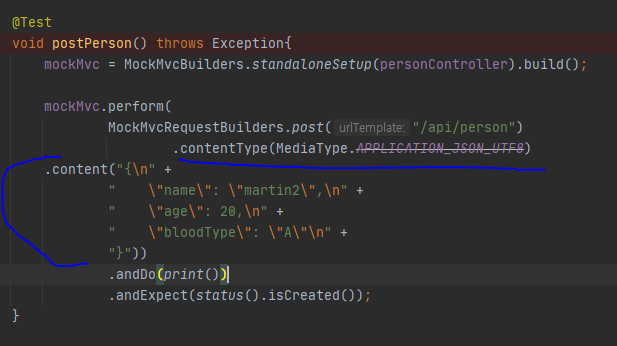 @Test
void postPerson() throws Exception{
mockMvc = MockMvcBuilders.standaloneSetup(personController).build();
mockMvc.perform(
MockMvcRequestBuilders.post( urlTemplate: "/api/person")
.contentType(MediaType.APPLICATION_JSON_UTF8)
.content("{\n" +
"    \"name\": \"martin2\",\n" +
"    \"age\": 20,\n" +
"    \"bloodType\": \"A\"\n" +
"}"))
.andDo(print())
.andExpect(status().isCreated());
}